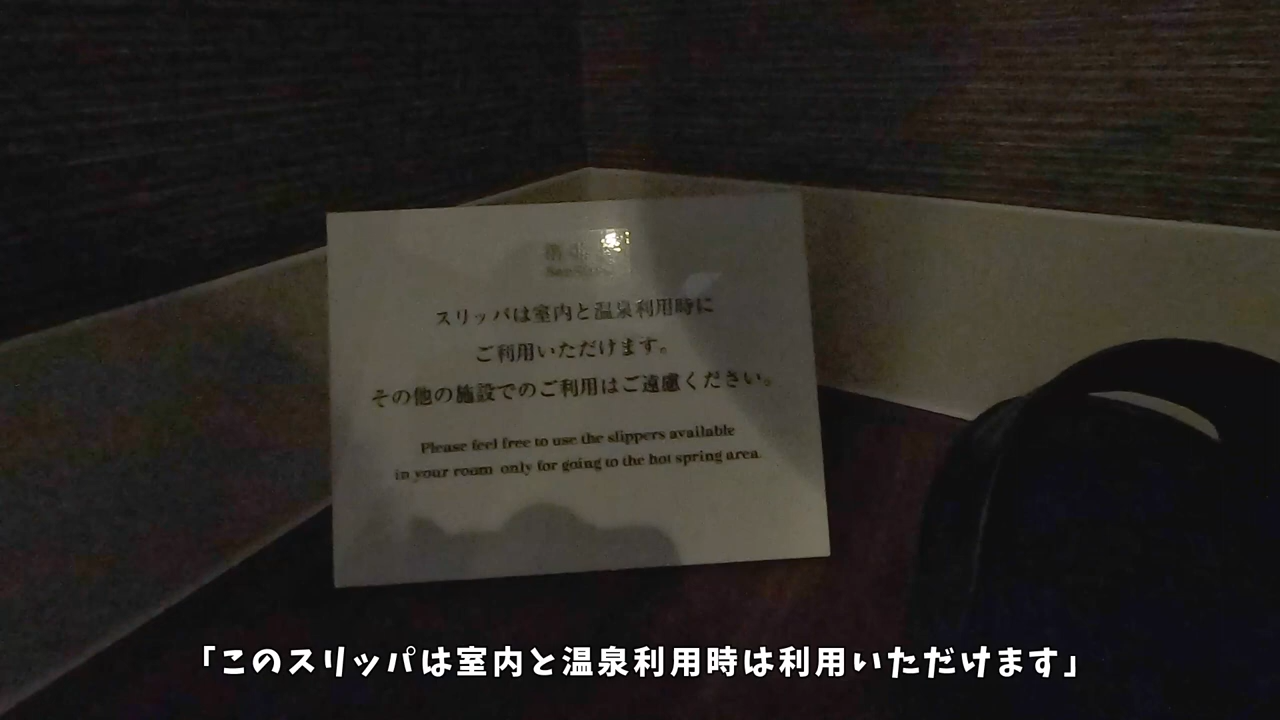 スリッパは室内と温泉利用時に
ご利用いただけます。
その他の施設でのご利用はご遠慮ください。
Please feel free to use the slippers available
in your room only for going to the hot spring area.
「このスリッパは室内と温泉利用時は利用いただけます」